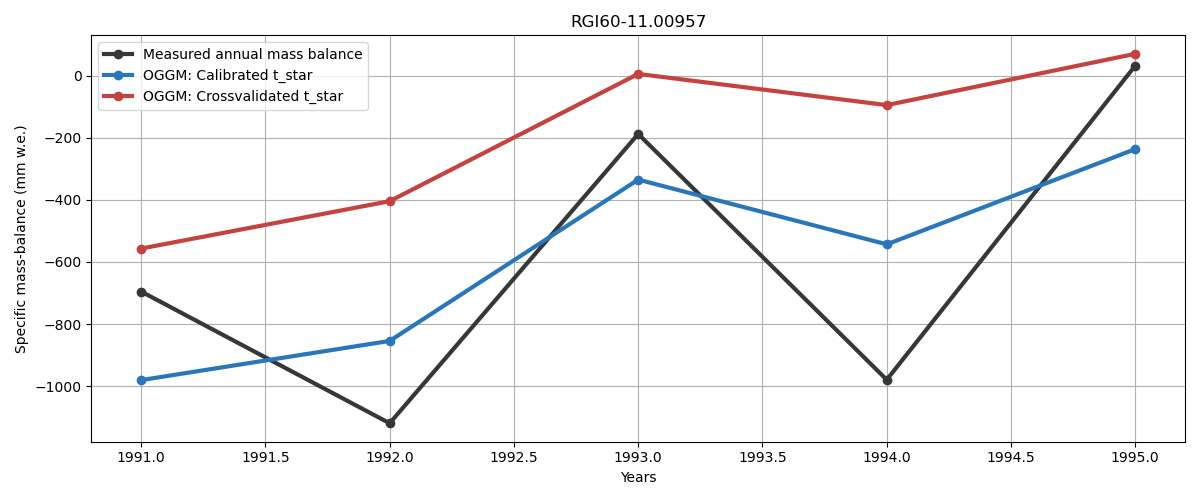 RGI60-11.00957
Measured annual mass balance
OGGM: Calibrated t_star
OGGM: Crossvalidated t_star
Specific mass-balance (mm w.e.)
0
−200
−400
−600
−800
−1000
1991.0 1991.5 1992.0 1992.5 1993.0 1993.5 1994.0 1994.5 1995.0
Years